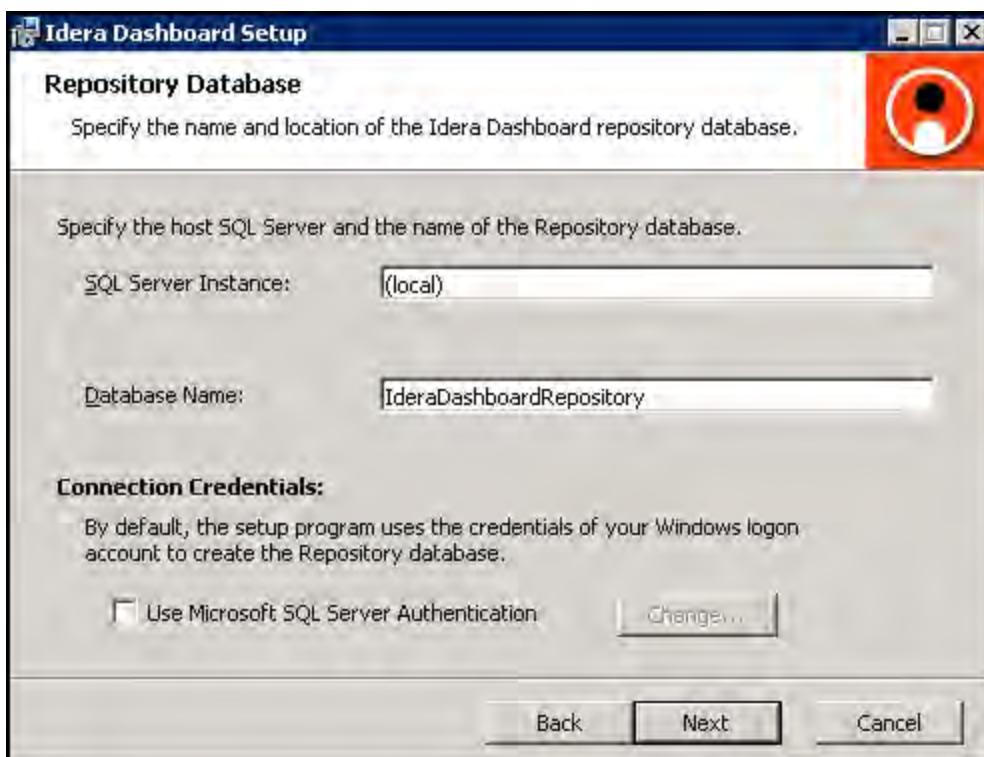 Idera Dashboard Setup
Repository Database
Specify the name and location of the Idera Dashboard repository database.
Specify the host SQL Server and the name of the Repository database.
SQL Server Instance: (local)
Database Name: IderaDashboardRepository
Connection Credentials:
By default, the setup program uses the credentials of your Windows logon
account to create the Repository database.
Use Microsoft SQL Server Authentication Change...
Back Next Cancel